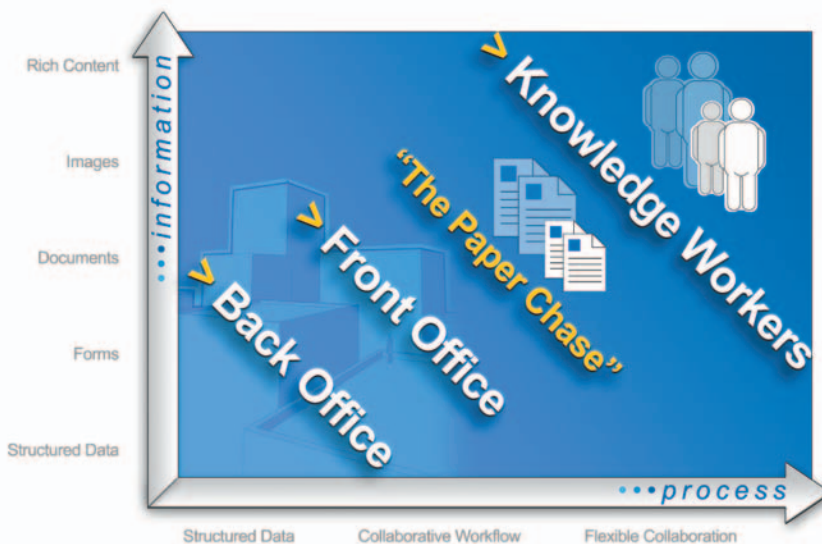 Rich Content
Images
Documents
Forms
Structured Data
•••information
> Knowledge Workers
“The Paper Chase”
> Front Office
> Back Office
•••process
Structured Data
Collaborative Workflow
Flexible Collaboration